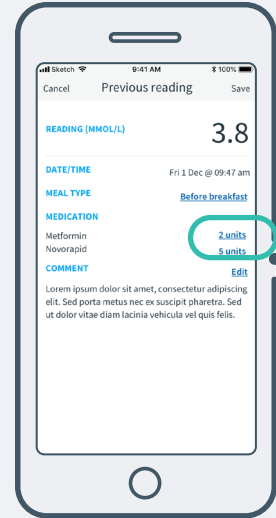 Sketch 9:41 AM 100%
Cancel Previous reading Save
READING (MMOL/L) 3.8
DATE/TIME Fri 1 Dec @ 09:47 am
MEAL TYPE Before breakfast
MEDICATION
Metformin 2 units
Novorapid 5 units
COMMENT Edit
Lorem ipsum dolor sit amet, consectetur adipiscing
elit. Sed porta metus nec ex suscipit pharetra. Sed
ut dolor vitae diam lacinia vehicula vel quis felis.